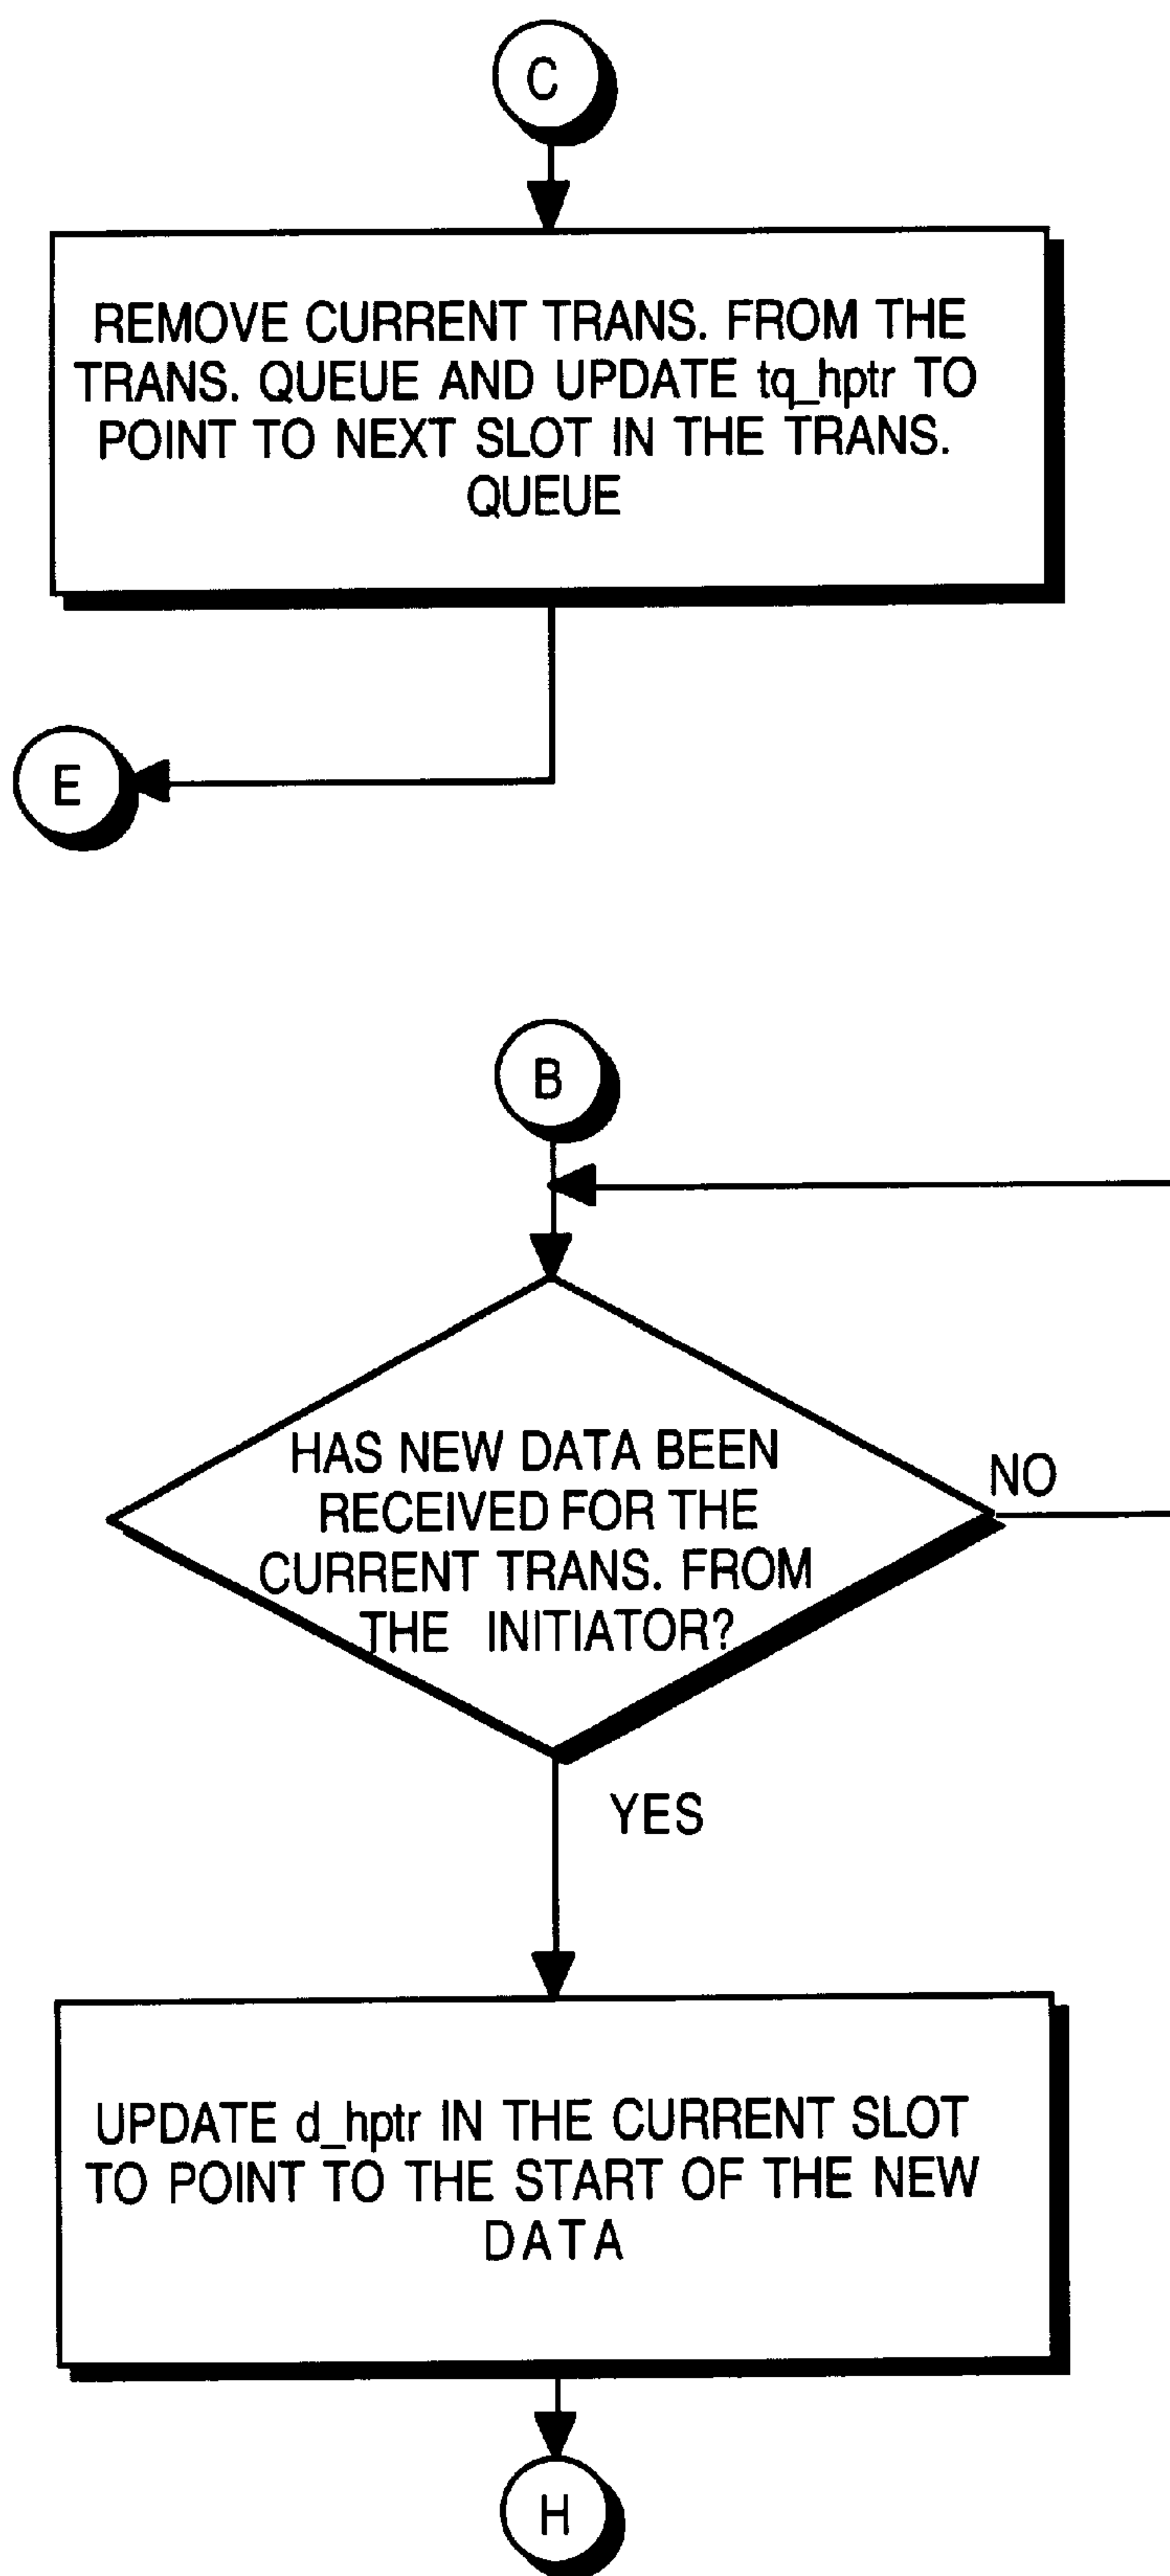 C
REMOVE CURRENT TRANS. FROM THE
TRANS. QUEUE AND UPDATE tq_hptr TO
POINT TO NEXT SLOT IN THE TRANS.
QUEUE
E
B
HAS NEW DATA BEEN
RECEIVED FOR THE
CURRENT TRANS. FROM
THE INITIATOR?
NO
YES
UPDATE d_hptr IN THE CURRENT SLOT
TO POINT TO THE START OF THE NEW
DATA
H